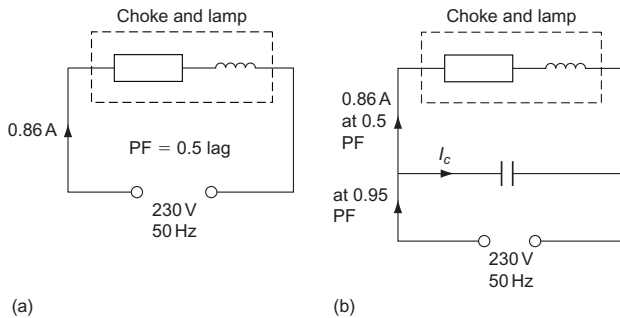 Choke and lamp
0.86 A
PF = 0.5 lag
230 V
50 Hz
(a)
Choke and lamp
0.86 A
at 0.5
PF
Ic
at 0.95
PF
230 V
50 Hz
(b)